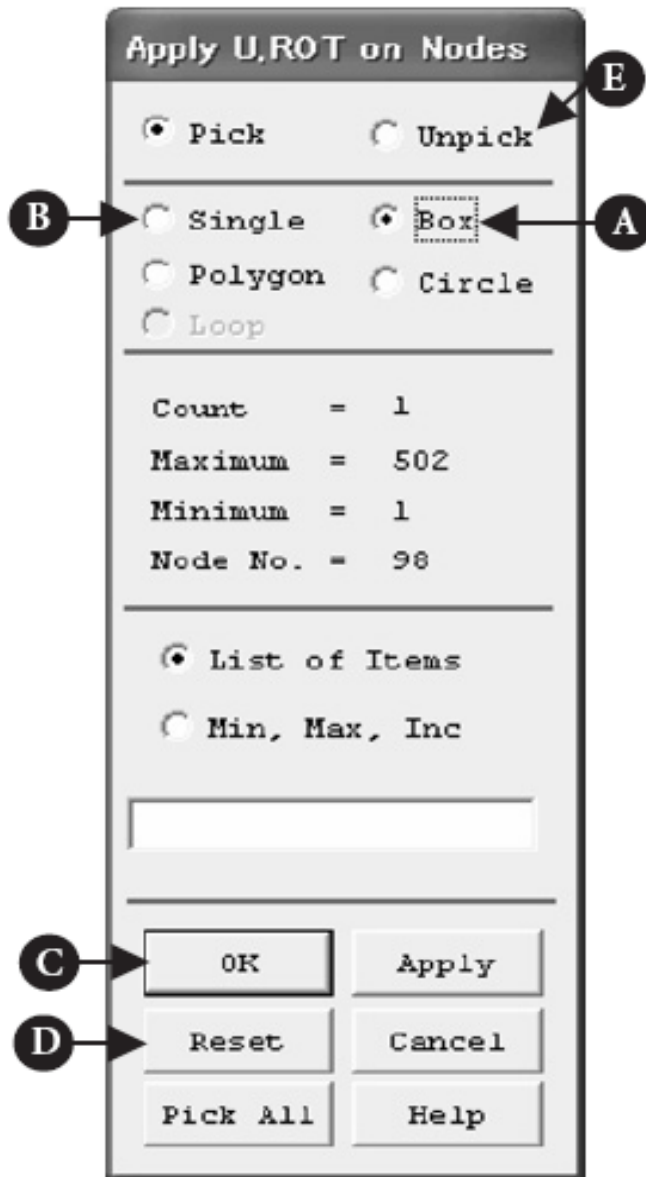 Apply U,ROT on Nodes
E
Pick Unpick
B Single Box A
Polygon Circle
Loop
Count = 1
Maximum = 502
Minimum = 1
Node No. = 98
List of Items
Min, Max, Inc
C OK Apply
D Reset Cancel
Pick All Help